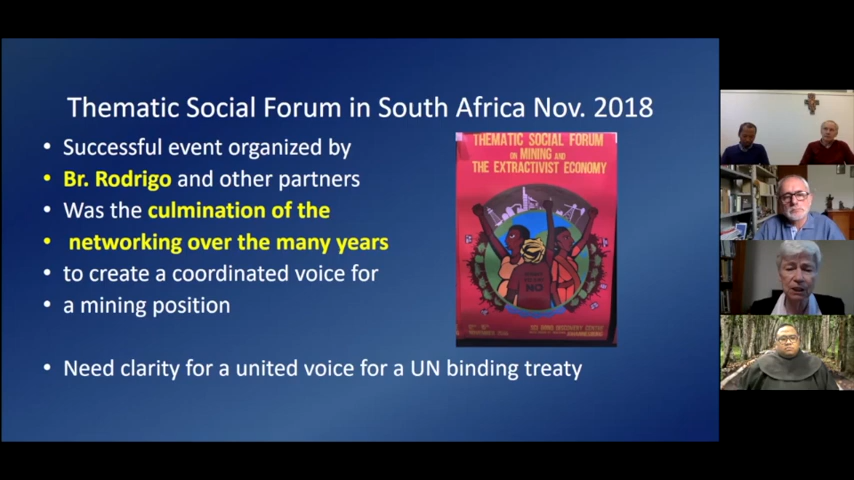 Thematic Social Forum in South Africa Nov. 2018
• Successful event organized by
• Br. Rodrigo and other partners
• Was the culmination of the
• networking over the many years
• to create a coordinated voice for
• a mining position
• Need clarity for a united voice for a UN binding treaty
THEMATIC SOCIAL FORUM
ON MINING AND
THE EXTRACTIVIST ECONOMY
NO